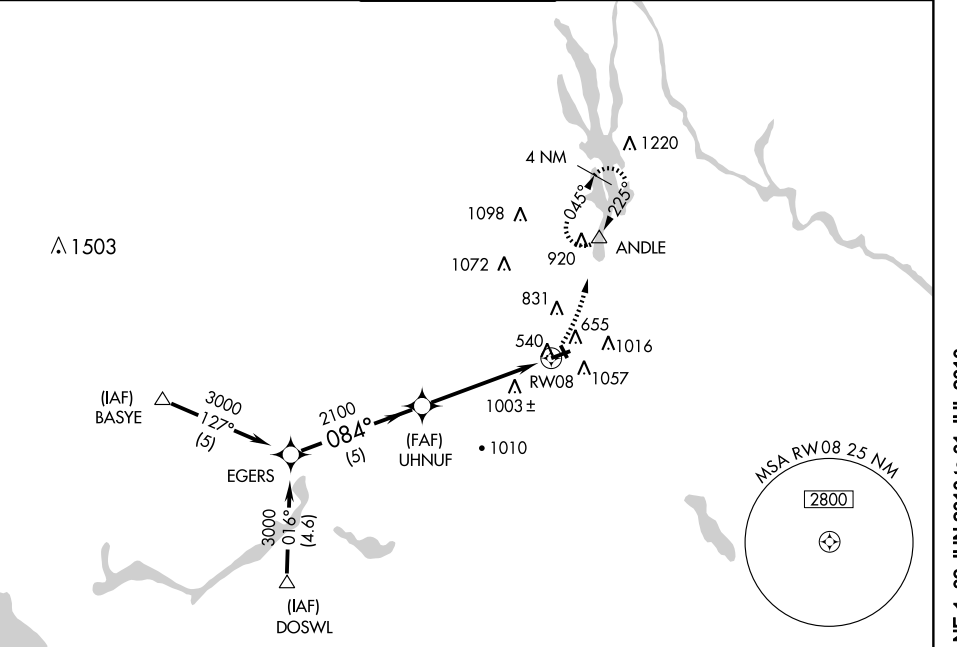 1220
4 NM
045°
225°
1098
ANDLE
1503
920
1072
831
655
540
1016
RW08
1057
1003 ±
(IAF)
BASYE
3000
127°
(5)
2100
084°
(5)
(FAF)
UHNUF
1010
EGERS
3000
016°
(4.6)
(IAF)
DOSWL
MSA RW08 25 NM
2800